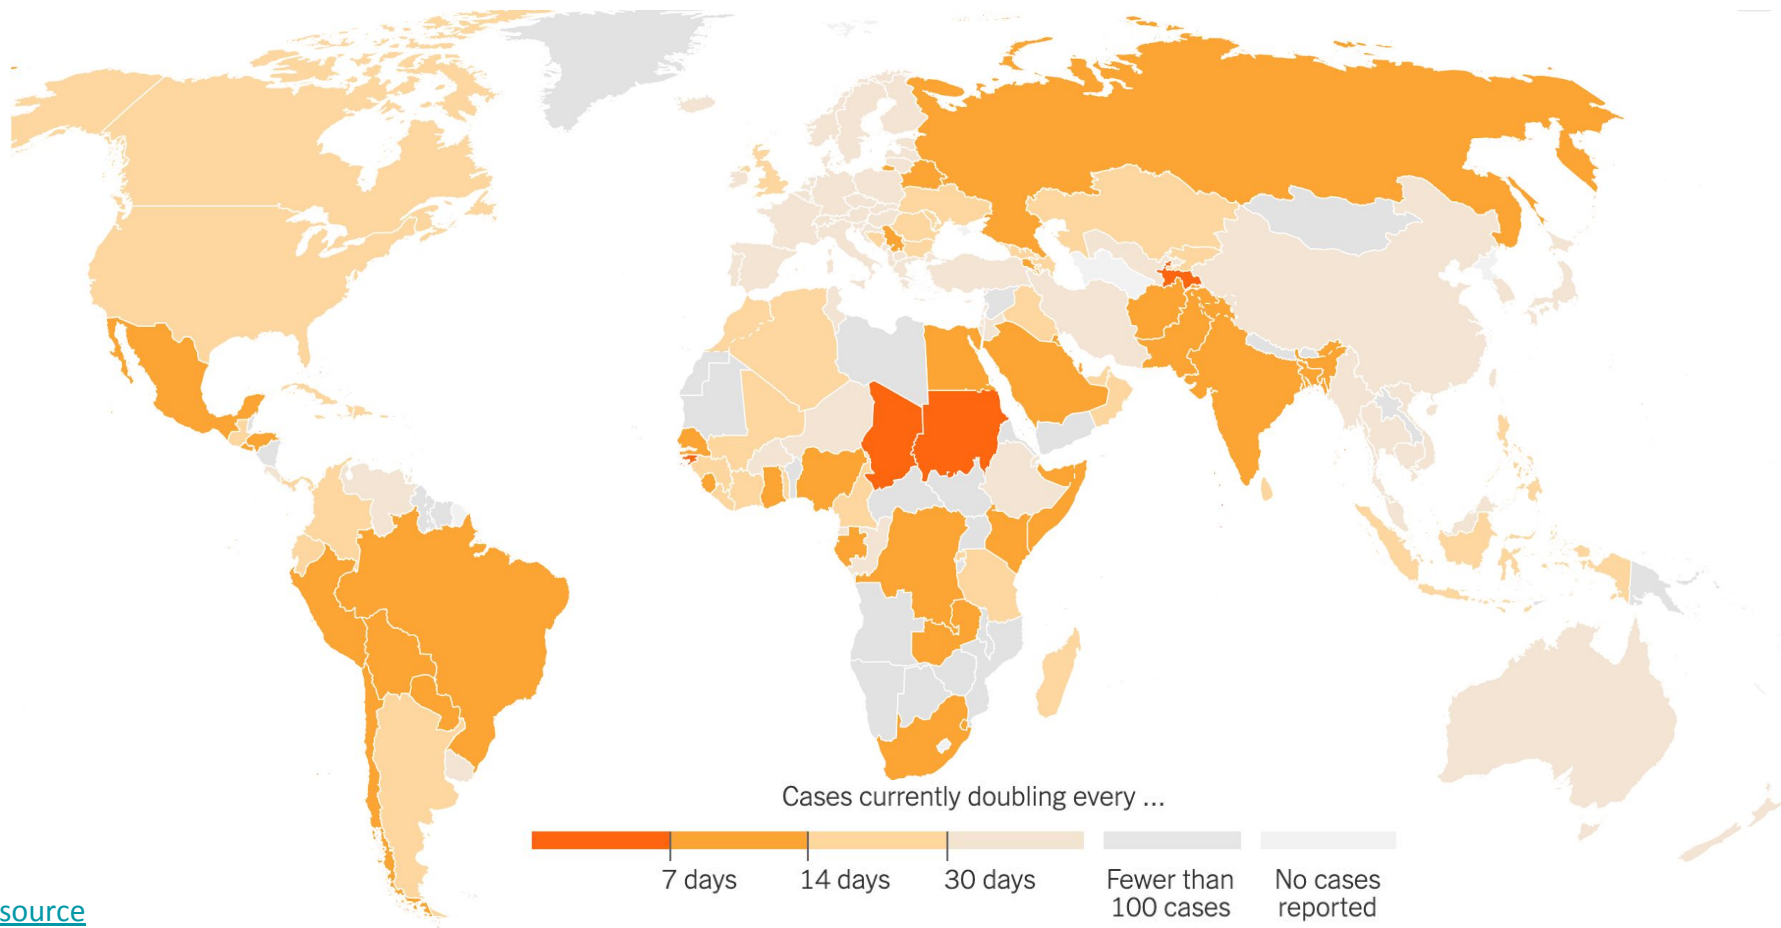 Cases currently doubling every ...
7 days
14 days
30 days
Fewer than
100 cases
No cases
reported
source